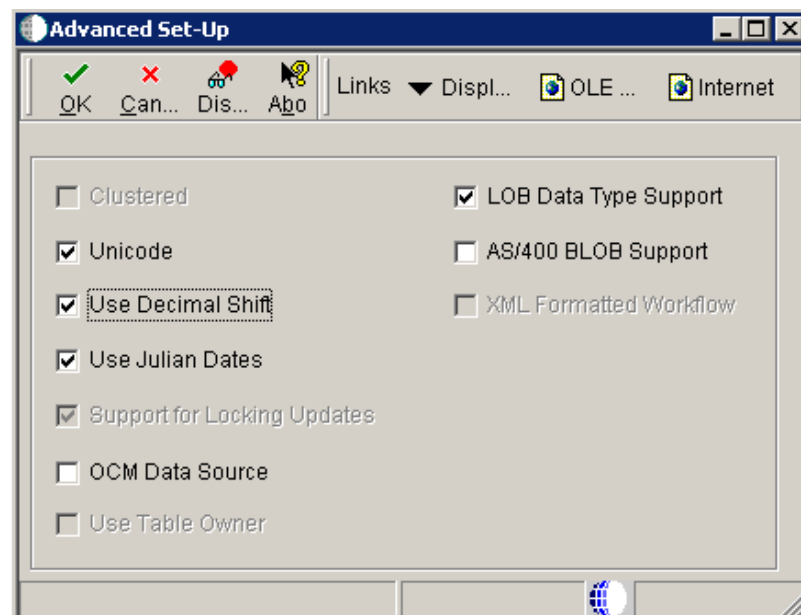 Advanced Set-Up
OK Can... Dis... Abo Links Displ... OLE ... Internet
Clustered
LOB Data Type Support
Unicode
AS/400 BLOB Support
Use Decimal Shift
XML Formatted Workflow
Use Julian Dates
Support for Locking Updates
OCM Data Source
Use Table Owner